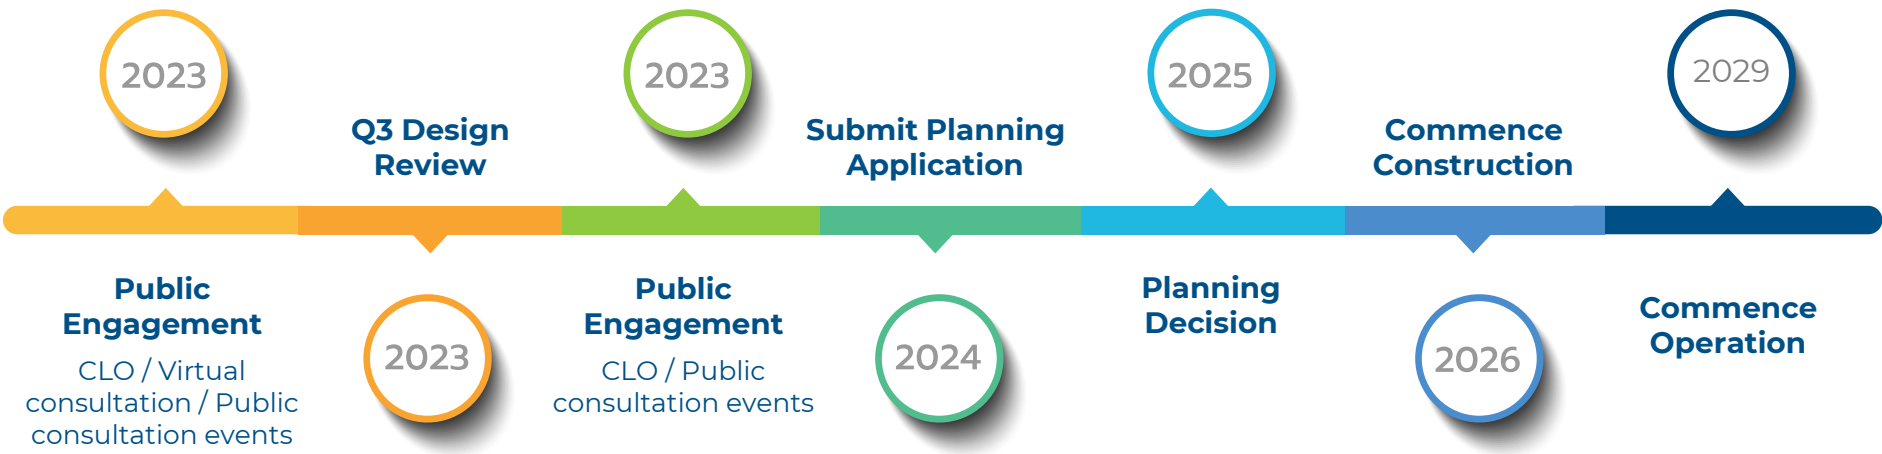 2023
Public
Engagement
CLO / Virtual
consultation / Public
consultation events
Q3 Design
Review
2023
2023
Public
Engagement
CLO / Public
consultation events
Submit Planning
Application
2024
2025
Planning
Decision
Commence
Construction
2026
2029
Commence
Operation